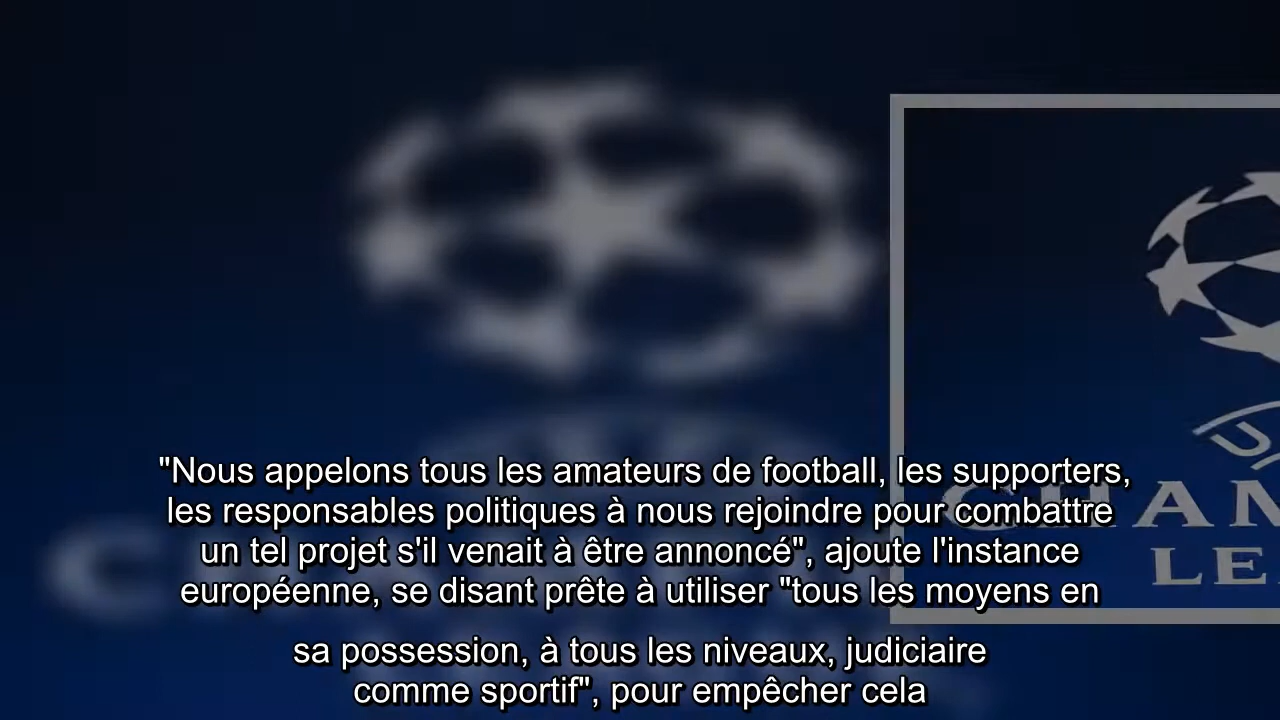 "Nous appelons tous les amateurs de football, les supporters,
les responsables politiques à nous rejoindre pour combattre
un tel projet s'il venait à être annoncé", ajoute l'instance
européenne, se disant prête à utiliser "tous les moyens en
sa possession, à tous les niveaux, judiciaire
comme sportif", pour empêcher cela